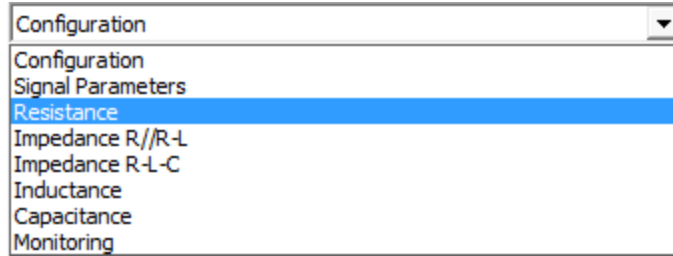 Configuration
Configuration
Signal Parameters
Resistance
Impedance R//R-L
Impedance R-L-C
Inductance
Capacitance
Monitoring